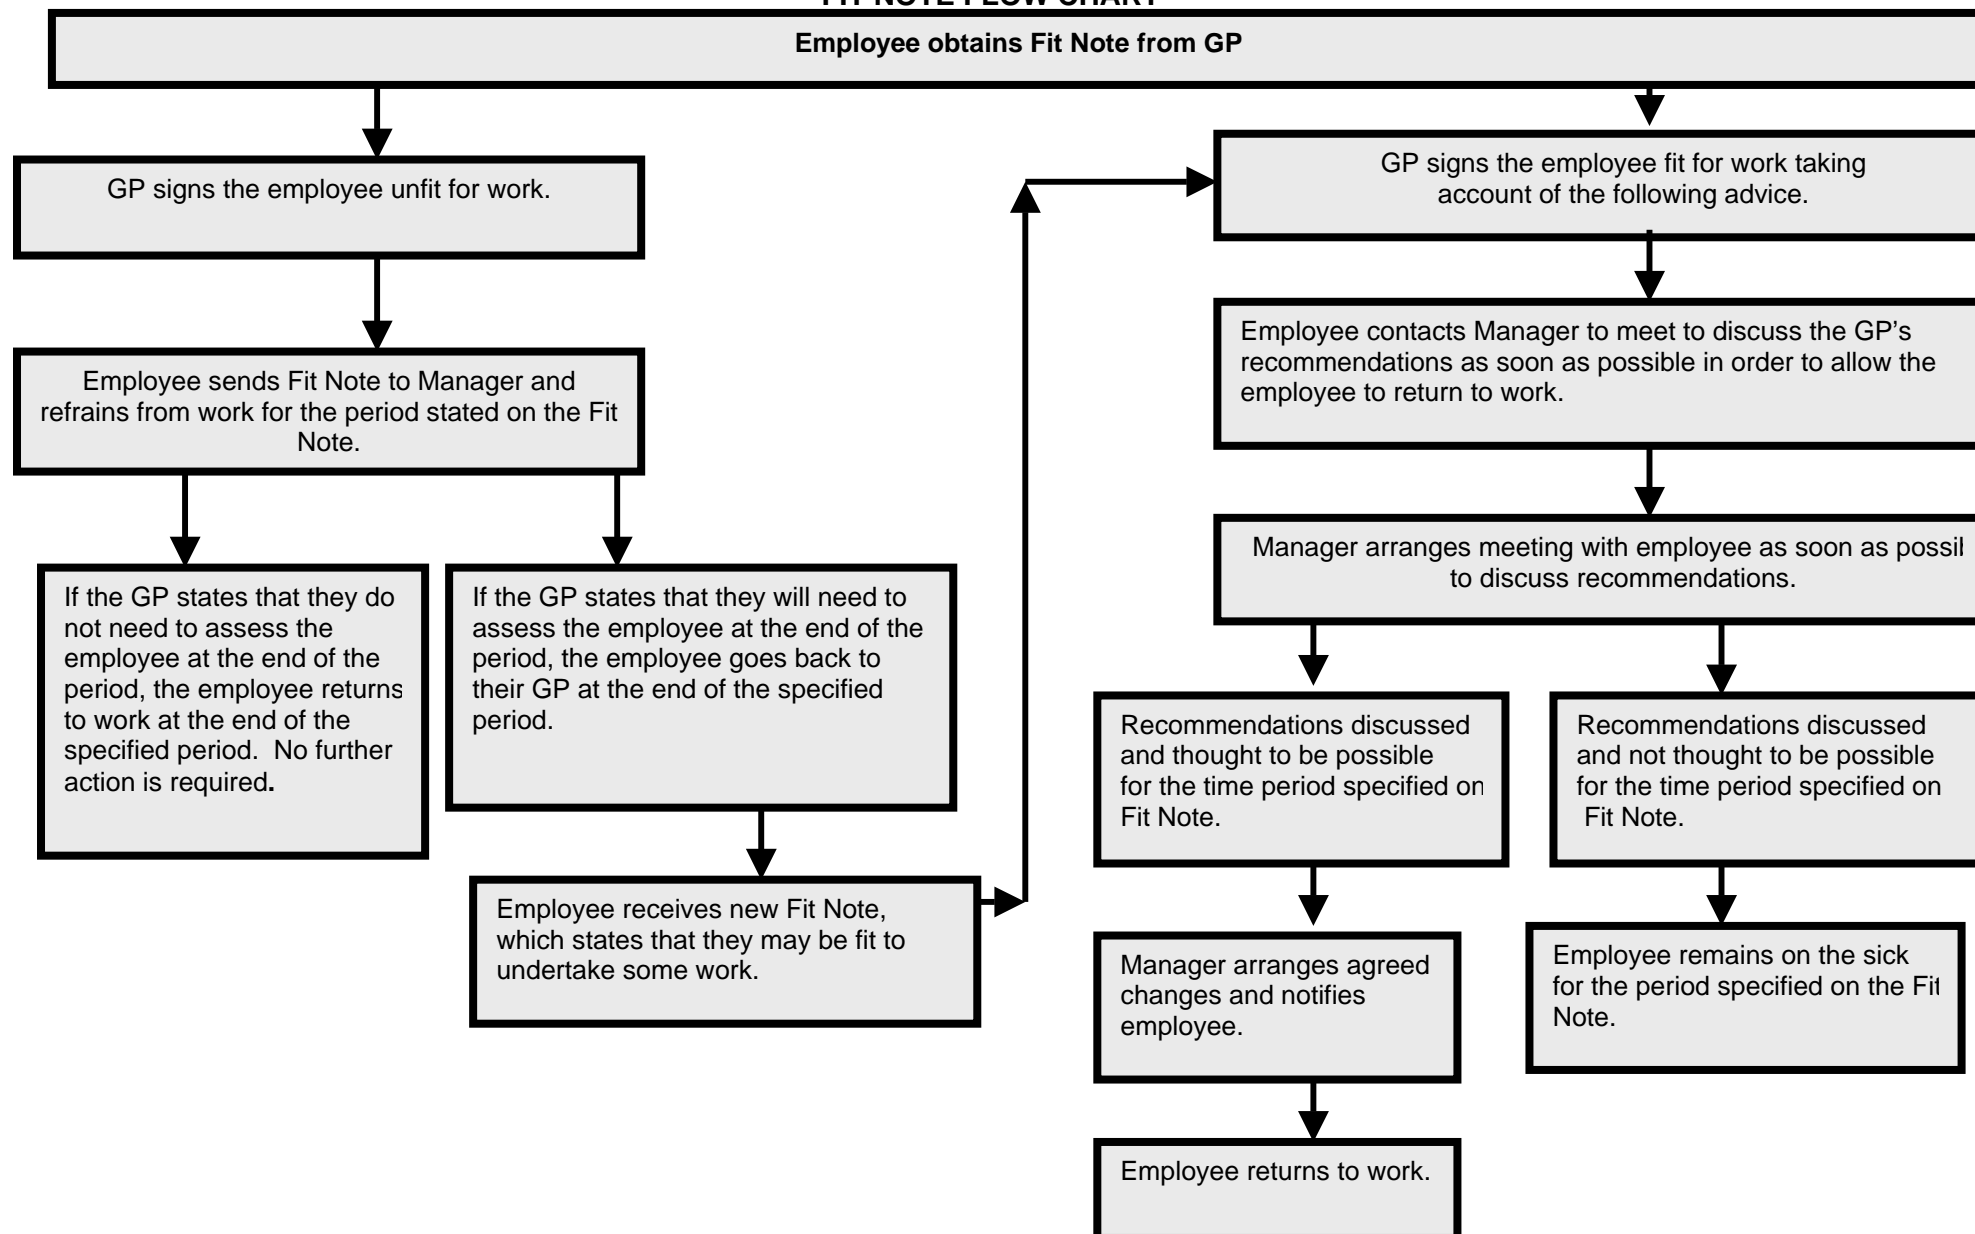 FIT NOTE FLOW CHART
Employee obtains Fit Note from GP
GP signs the employee unfit for work.
Employee sends Fit Note to Manager and
refrains from work for the period stated on the Fit
Note.
If the GP states that they do
not need to assess the
employee at the end of the
period, the employee returns
to work at the end of the
specified period.  No further
action is required.
If the GP states that they will need to
assess the employee at the end of the
period, the employee goes back to
their GP at the end of the specified
period.
Employee receives new Fit Note,
which states that they may be fit to
undertake some work.
GP signs the employee fit for work taking
account of the following advice.
Employee contacts Manager to meet to discuss the GP’s
recommendations as soon as possible in order to allow the
employee to return to work.
Manager arranges meeting with employee as soon as
to discuss recommendations.
Recommendations discussed
and thought to be possible
for the time period specified on
Fit Note.
Manager arranges agreed
changes and notifies
employee.
Employee returns to work.
Recommendations discussed
and not thought to be possible
for the time period specified on
Fit Note.
Employee remains on the sick
for the period specified on the Fit
Note.